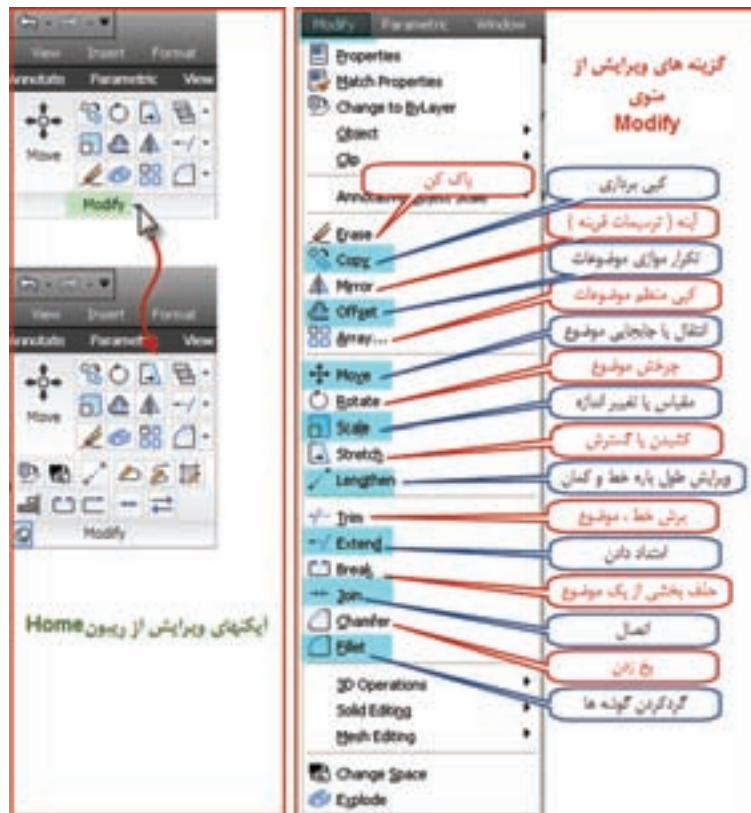 View Insert Format
Parametric View
Move
Modify
View Insert Format
Parametric View
Move
Modify
آیکنهای ویرایش از ریبون Home
Modify Parametric Window
Properties
Match Properties
Change to ByLayer
Object
Clip
Erase
Copy
Mirror
Offset
Array...
Move
Rotate
Scale
Stretch
Lengthen
Trim
Extend
Break
Join
Chamfer
Fillet
3D Operations
Solid Editing
Mesh Editing
Change Space
Explode
گزینه های ویرایش از
منوی
Modify
پاک کن
کپی برداری
آینه ( ترسیمات قرینه )
تکرار موازی موضوعات
کپی منظم موضوعات
انتقال یا جابجایی موضوع
چرخش موضوع
مقیاس یا تغییر اندازه
کشیدن یا گسترش
ویرایش طول پاره خط و کمان
برش خط ، موضوع
امتداد دادن
حذف بخشی از یک موضوع
اتصال
پخ زدن
گردکردن گوشه ها